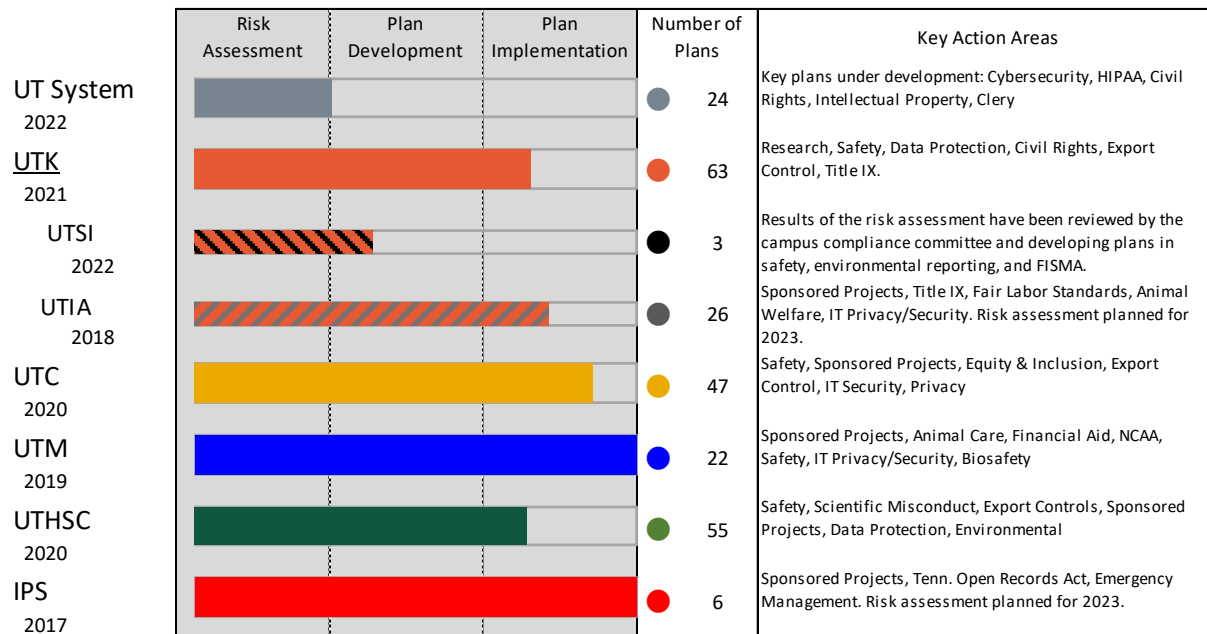 Risk Assessment
Plan Development
Plan Implementation
Number of Plans
Key Action Areas
UT System
2022
24
Key plans under development: Cybersecurity, HIPAA, Civil
Rights, Intellectual Property, Clery
UTK
2021
63
Research, Safety, Data Protection, Civil Rights, Export
Control, Title IX.
UTSI
2022
3
Results of the risk assessment have been reviewed by the
campus compliance committee and developing plans in
safety, environmental reporting, and FISMA.
UTIA
2018
26
Sponsored Projects, Title IX, Fair Labor Standards, Animal
Welfare, IT Privacy/Security. Risk assessment planned for
2023.
UTC
2020
47
Safety, Sponsored Projects, Equity & Inclusion, Export
Control, IT Security, Privacy
UTM
2019
22
Sponsored Projects, Animal Care, Financial Aid, NCAA,
Safety, IT Privacy/Security, Biosafety
UTHSC
2020
55
Safety, Scientific Misconduct, Export Controls, Sponsored
Projects, Data Protection, Environmental
IPS
2017
6
Sponsored Projects, Tenn. Open Records Act, Emergency
Management. Risk assessment planned for 2023.